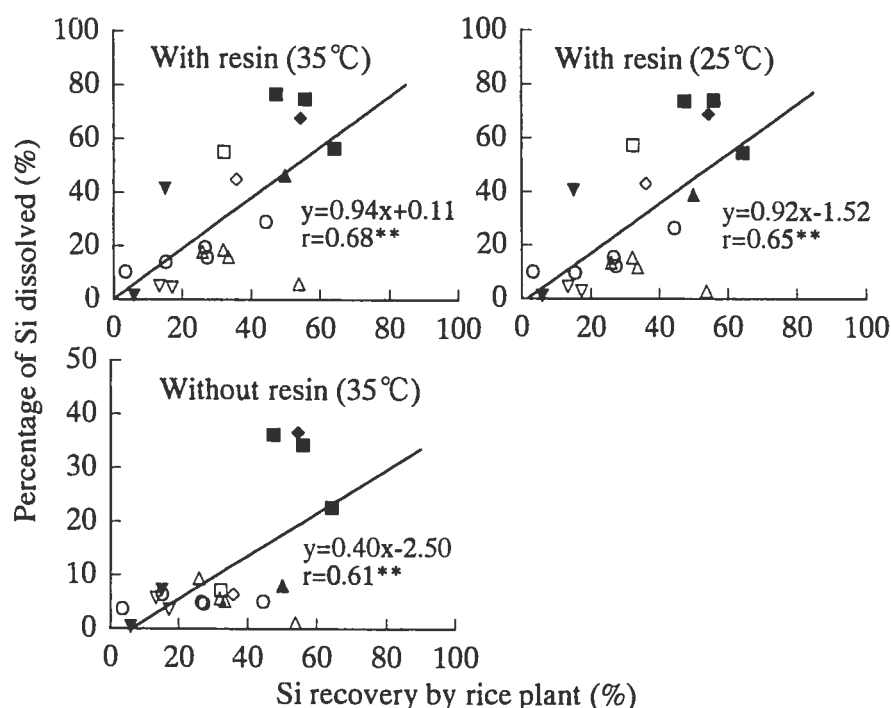 With resin (35℃)
100
80
60
40
20
0
y=0.94x+0.11
r=0.68**
0 20 40 60 80 100
With resin (25℃)
100
80
60
40
20
0
y=0.92x-1.52
r=0.65**
0 20 40 60 80 100
Percentage of Si dissolved (%)
Without resin (35℃)
50
40
30
20
10
0
y=0.40x-2.50
r=0.61**
0 20 40 60 80 100
Si recovery by rice plant (%)